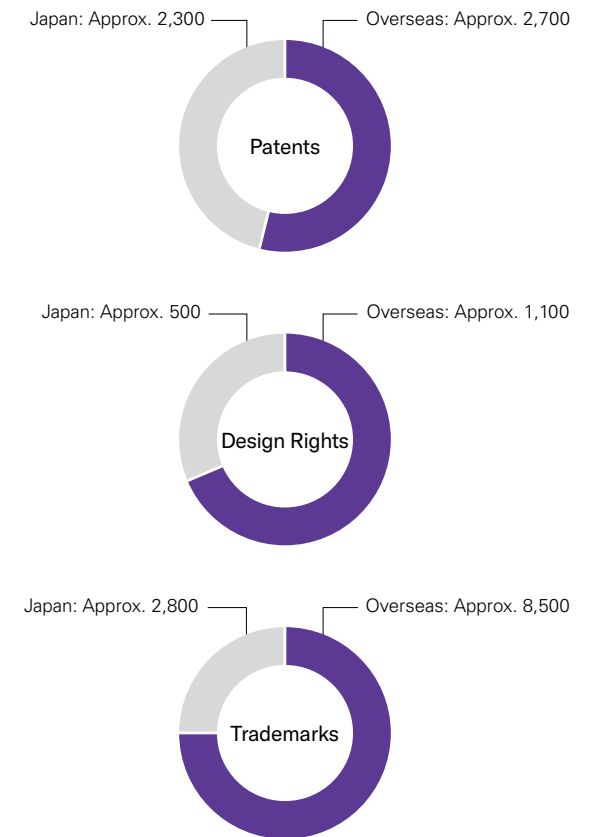 Japan: Approx. 2,300
Overseas: Approx. 2,700
Patents
Japan: Approx. 500
Overseas: Approx. 1,100
Design Rights
Japan: Approx. 2,800
Overseas: Approx. 8,500
Trademarks